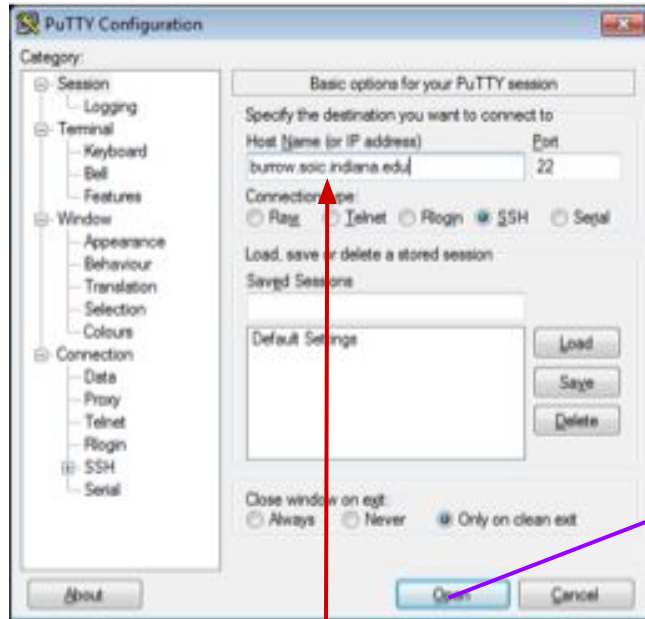 PuTTY Configuration
Category:
Session
Logging
Terminal
Keyboard
Bell
Features
Window
Appearance
Behaviour
Translation
Selection
Colours
Connection
Data
Proxy
Telnet
Rlogin
SSH
Serial
Basic options for your PuTTY session
Specify the destination you want to connect to
Host Name (or IP address) Port
burrow.soic.indiana.edu 22
Connection type:
Raw Telnet Rlogin SSH Serial
Load, save or delete a stored session
Saved Sessions
Default Settings
Load
Save
Delete
Close window on exit:
Always Never Only on clean exit
About Open Cancel